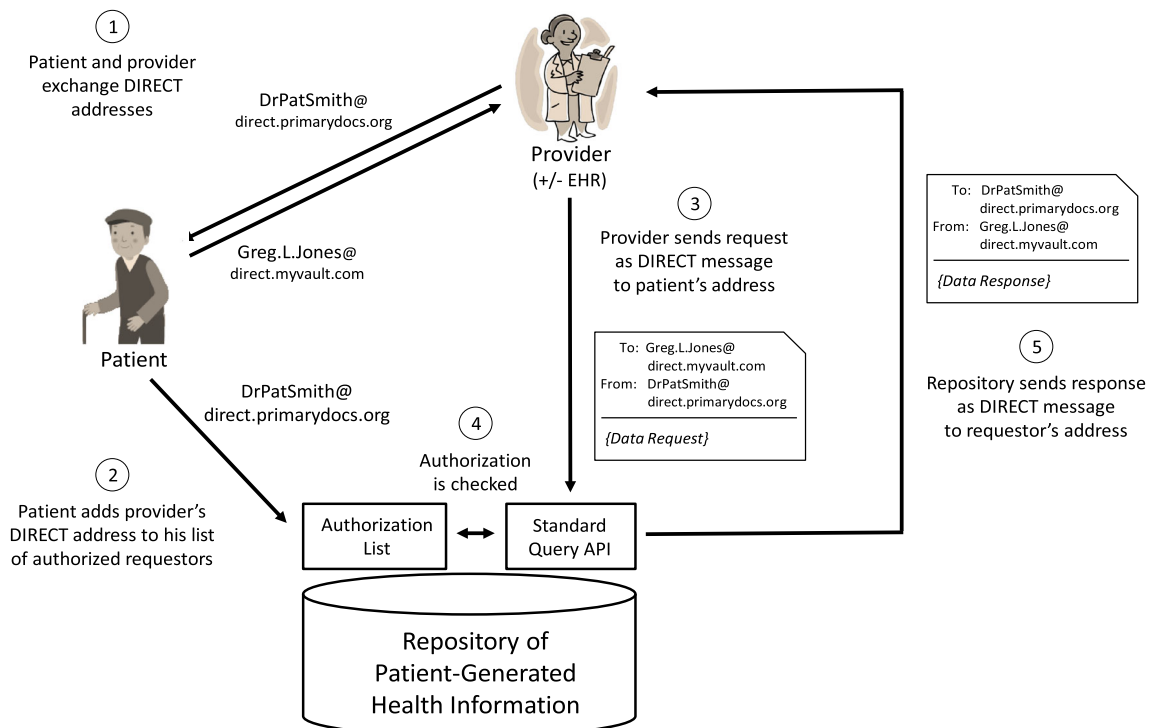 1
Patient and provider
exchange DIRECT
addresses
DrPatSmith@
direct.primarydocs.org
Provider
(+/- EHR)
Greg.L.Jones@
direct.myvault.com
Patient
3
Provider sends request
as DIRECT message
to patient's address
To: DrPatSmith@
direct.primarydocs.org
From: Greg.L.Jones@
direct.myvault.com
{Data Response}
To: Greg.L.Jones@
direct.myvault.com
From: DrPatSmith@
direct.primarydocs.org
{Data Request}
5
Repository sends response
as DIRECT message
to requestor's address
DrPatSmith@
direct.primarydocs.org
2
Patient adds provider's
DIRECT address to his list
of authorized requestors
4
Authorization
is checked
Authorization
List
Standard
Query API
Repository of
Patient-Generated
Health Information